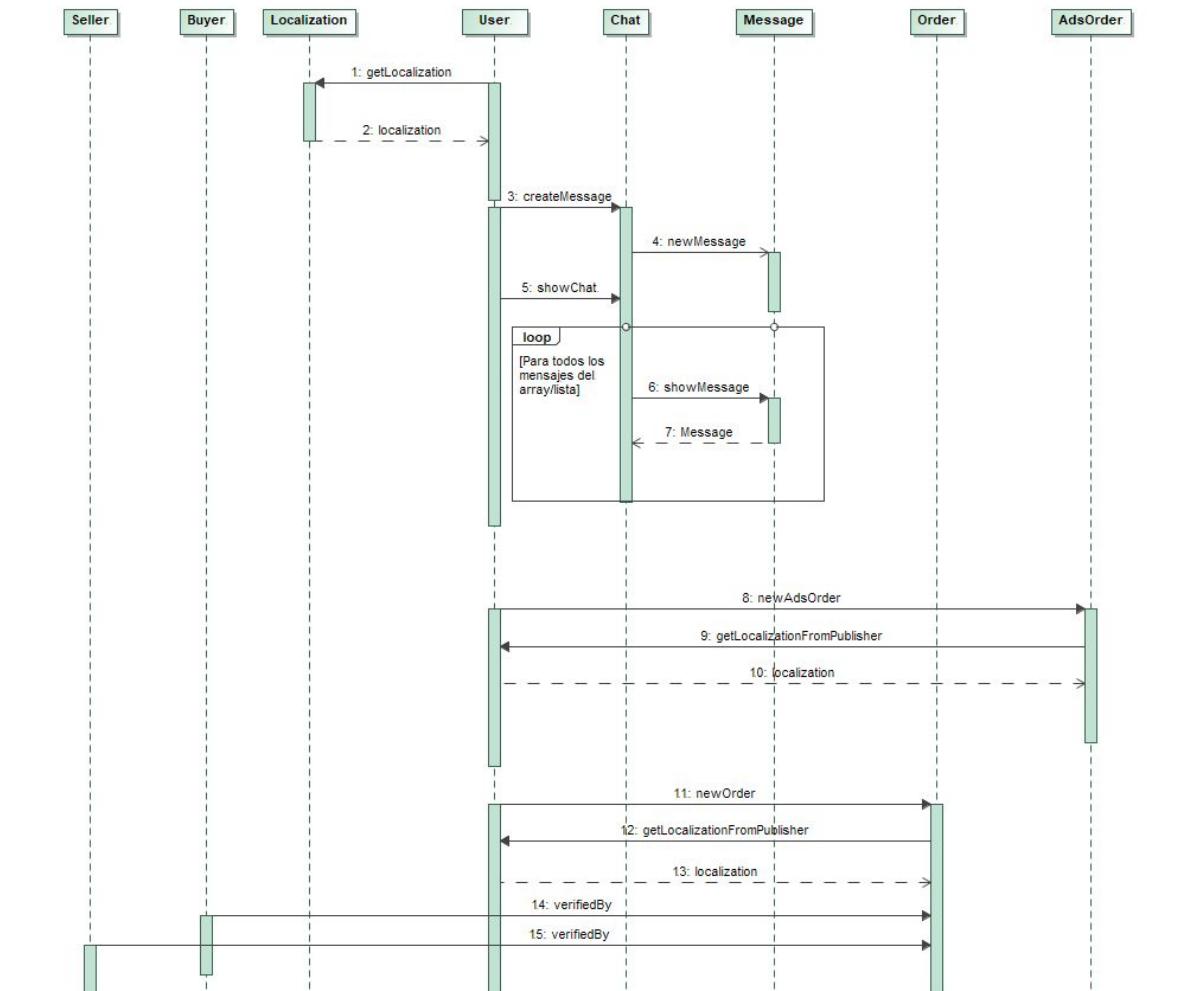 Seller
Buyer
Localization
User
Chat
Message
Order
AdsOrder
1: getLocalization
2: localization
3: createMessage
4: newMessage
5: showChat
loop
[Para todos los
mensajes del
array/lista]
6: showMessage
7: Message
8: newAdsOrder
9: getLocalizationFromPublisher
10: localization
11: newOrder
12: getLocalizationFromPublisher
13: localization
14: verifiedBy
15: verifiedBy